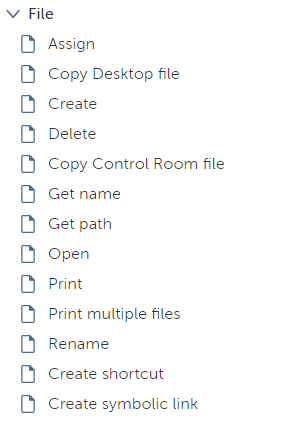 File
Assign
Copy Desktop file
Create
Delete
Copy Control Room file
Get name
Get path
Open
Print
Print multiple files
Rename
Create shortcut
Create symbolic link